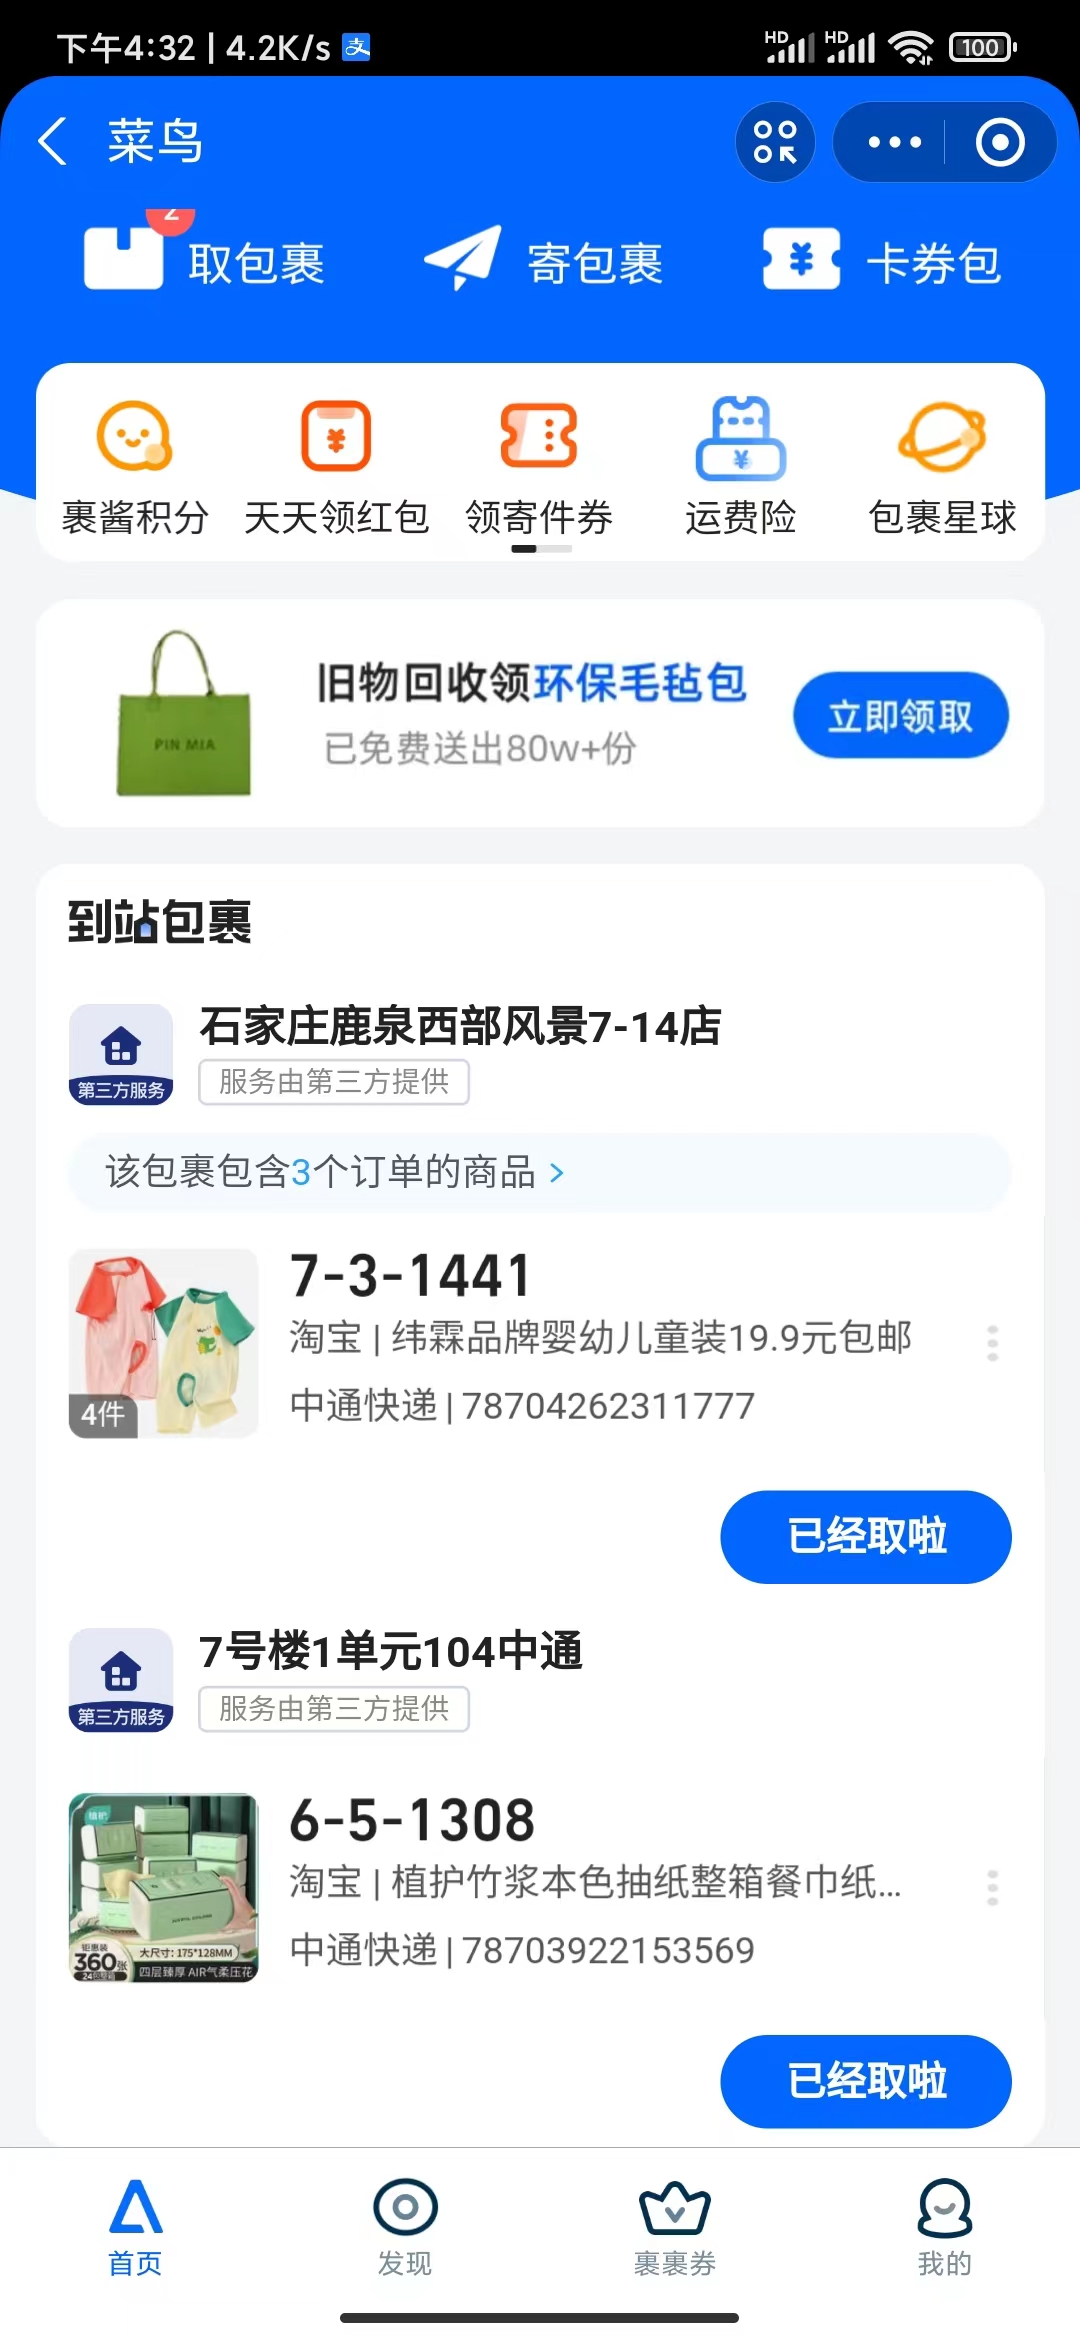 下午4:32 | 4.2K/s 支
HD HD 100
菜鸟
2
取包裹 寄包裹 卡券包
裹酱积分 天天领红包 领寄件券 运费险 包裹星球
PIN MIA
旧物回收领环保毛毡包
已免费送出80w+份
立即领取
到站包裹
石家庄鹿泉西部风景7-14店
第三方服务
服务由第三方提供
该包裹包含3个订单的商品 >
7-3-1441
淘宝 | 纬霖品牌婴幼儿童装19.9元包邮
4件
中通快递 | 78704262311777
已经取啦
7号楼1单元104中通
第三方服务
服务由第三方提供
6-5-1308
淘宝 | 植护竹浆本色抽纸整箱餐巾纸...
中通快递 | 78703922153569
植护
钜惠装
360张
大尺寸: 175*128MM
四层臻厚 AIR气柔压花
已经取啦
首页 发现 裹裹券 我的